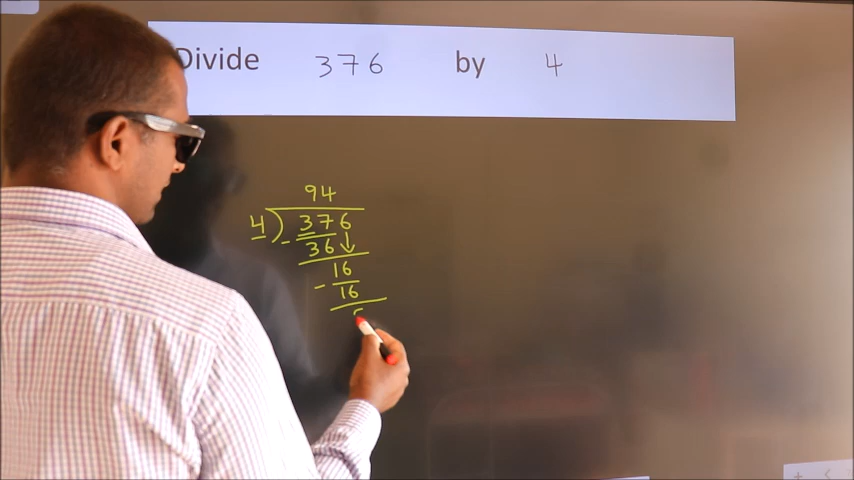 Divide 376 by 4
94
4) 376
- 36 ↓
16
- 16